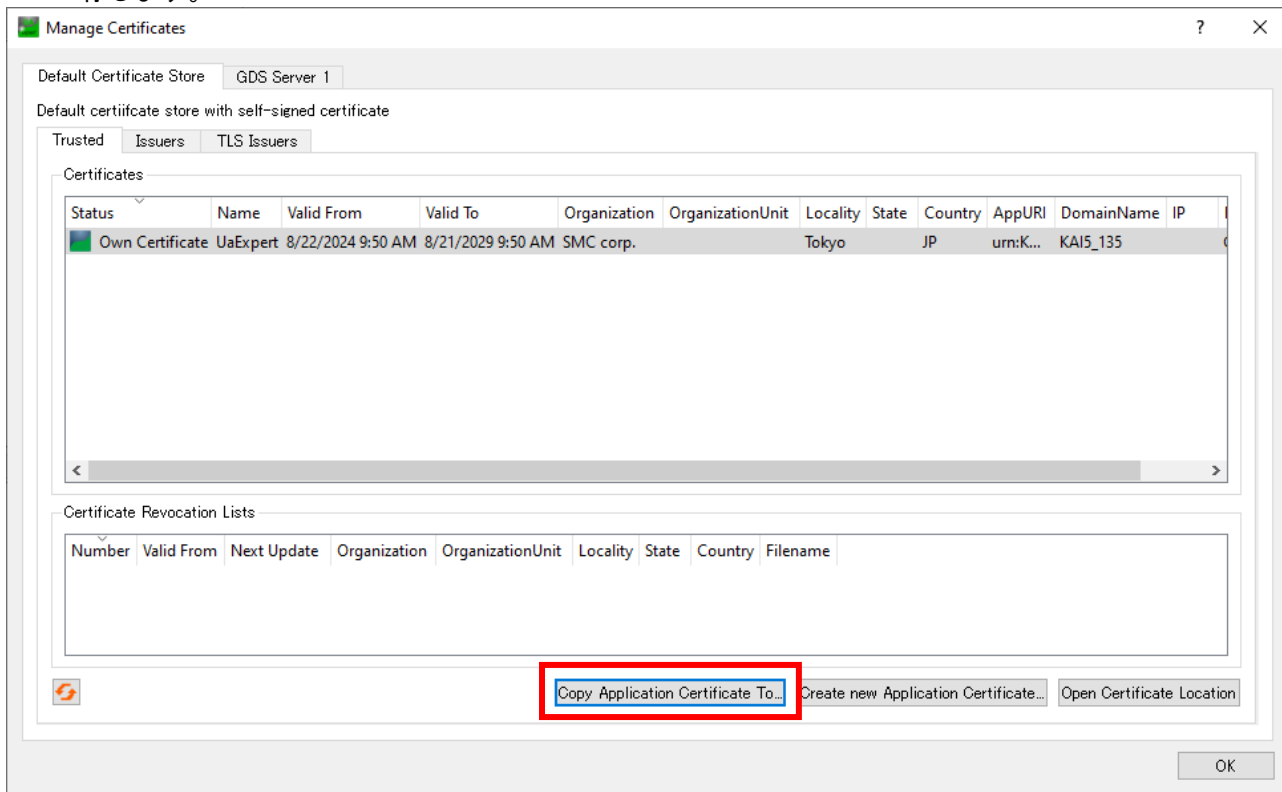 Manage Certificates ?
Default Certificate Store GDS Server 1
Default certiifcate store with self-signed certificate
Trusted Issuers TLS Issuers
Certificates
Status Name Valid From Valid To Organization OrganizationUnit Locality State Country AppURI DomainName IP
Own Certificate UaExpert 8/22/2024 9:50 AM 8/21/2029 9:50 AM SMC corp. Tokyo JP urn:K... KAI5_135
Certificate Revocation Lists
Number Valid From Next Update Organization OrganizationUnit Locality State Country Filename
Copy Application Certificate To... Create new Application Certificate... Open Certificate Location
OK